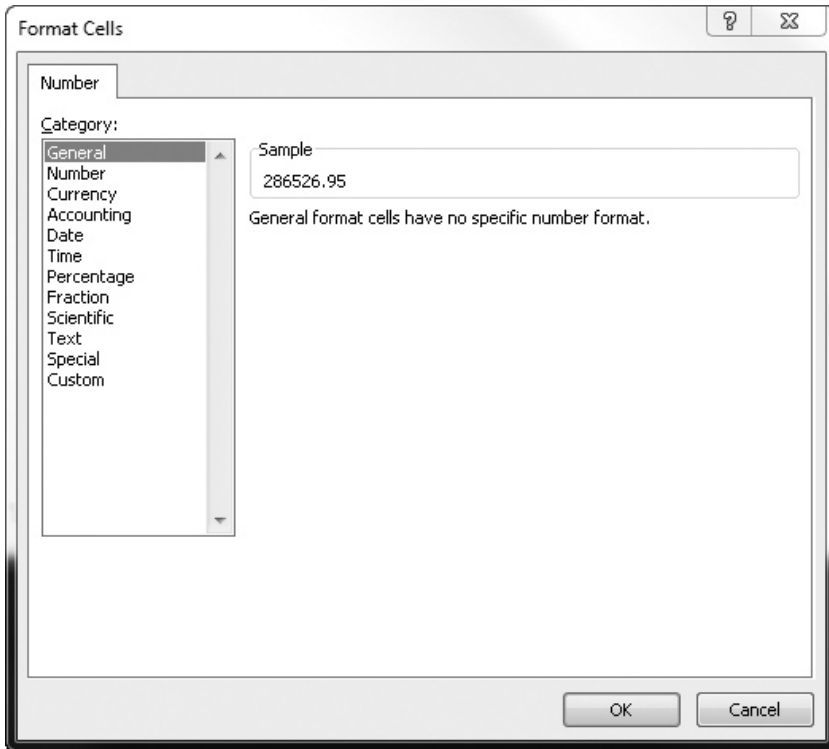 Format Cells
?
Number
Category:
General
Number
Currency
Accounting
Date
Time
Percentage
Fraction
Scientific
Text
Special
Custom
Sample
286526.95
General format cells have no specific number format.
OK
Cancel